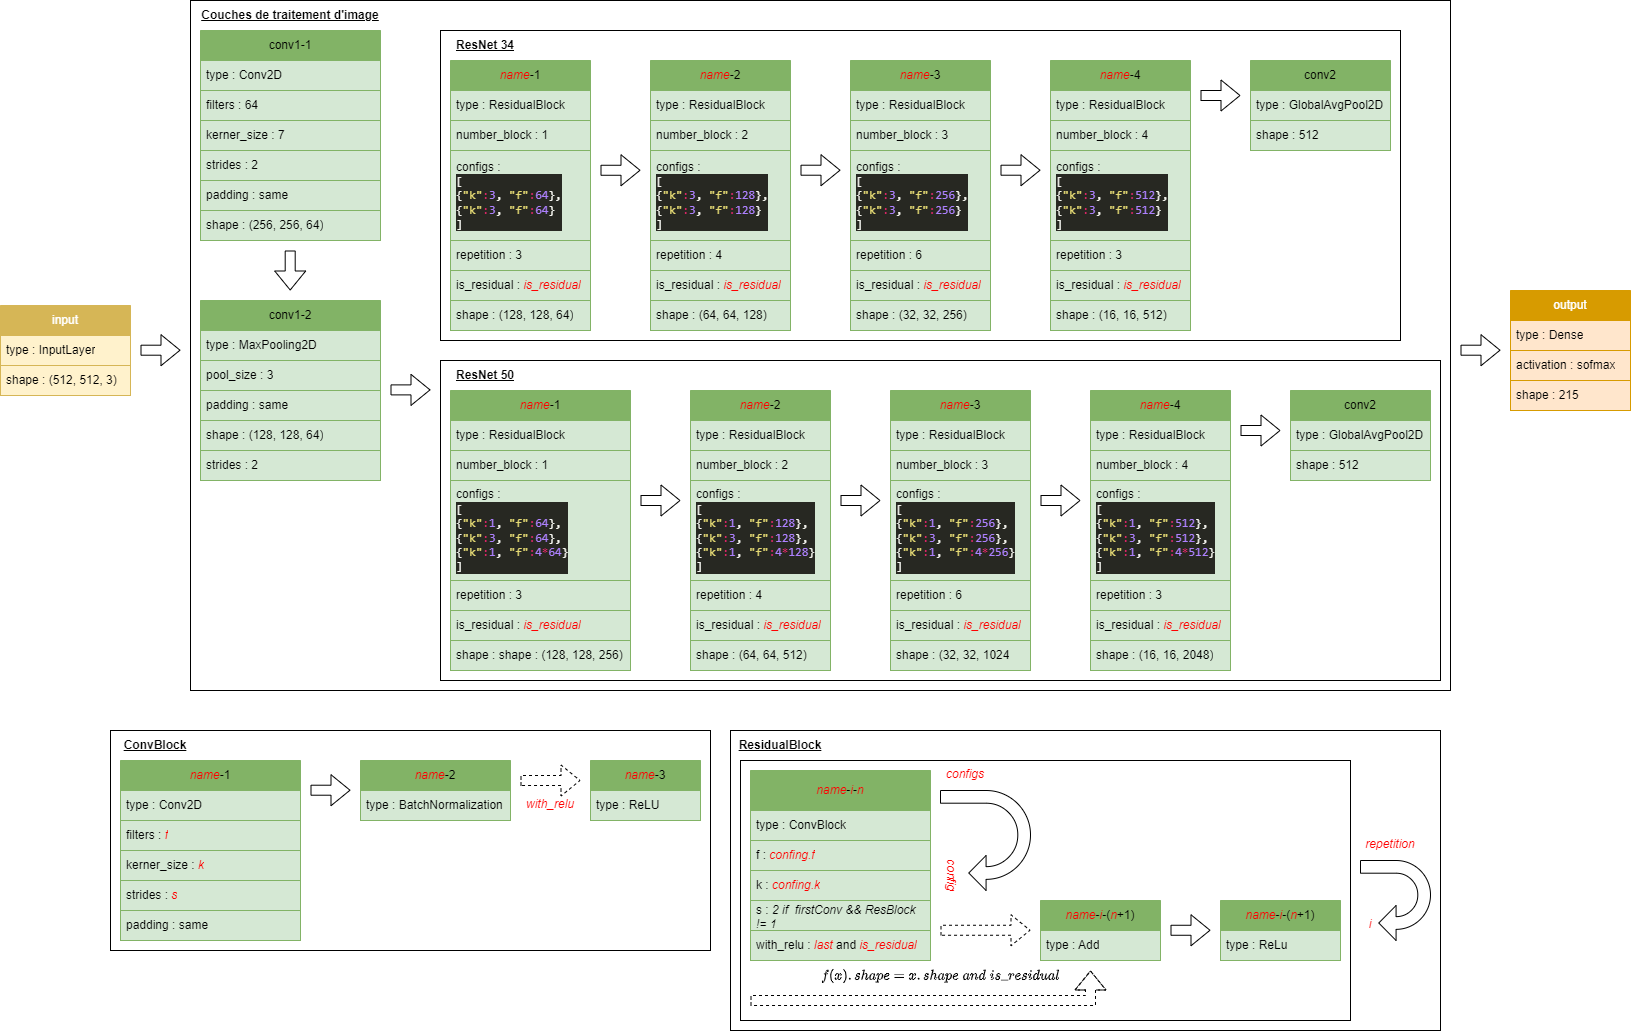 Couches de traitement d'image
conv1-1
type : Conv2D
filters : 64
kerner_size : 7
strides : 2
padding : same
shape : (256, 256, 64)
conv1-2
type : MaxPooling2D
pool_size : 3
padding : same
shape : (128, 128, 64)
strides : 2
input
type : InputLayer
shape : (512, 512, 3)
ResNet 34
name-1
type : ResidualBlock
number_block : 1
configs :
[
{"k":3, "f":64},
{"k":3, "f":64}
]
repetition : 3
is_residual : is_residual
shape : (128, 128, 64)
name-2
type : ResidualBlock
number_block : 2
configs :
[
{"k":3, "f":128},
{"k":3, "f":128}
]
repetition : 4
is_residual : is_residual
shape : (64, 64, 128)
name-3
type : ResidualBlock
number_block : 3
configs :
[
{"k":3, "f":256},
{"k":3, "f":256}
]
repetition : 6
is_residual : is_residual
shape : (32, 32, 256)
name-4
type : ResidualBlock
number_block : 4
configs :
[
{"k":3, "f":512},
{"k":3, "f":512}
]
repetition : 3
is_residual : is_residual
shape : (16, 16, 512)
conv2
type : GlobalAvgPool2D
shape : 512
ResNet 50
name-1
type : ResidualBlock
number_block : 1
configs :
[
{"k":1, "f":64},
{"k":3, "f":64},
{"k":1, "f":4*64}
]
repetition : 3
is_residual : is_residual
shape : shape : (128, 128, 256)
name-2
type : ResidualBlock
number_block : 2
configs :
[
{"k":1, "f":128},
{"k":3, "f":128},
{"k":1, "f":4*128}
]
repetition : 4
is_residual : is_residual
shape : (64, 64, 512)
name-3
type : ResidualBlock
number_block : 3
configs :
[
{"k":1, "f":256},
{"k":3, "f":256},
{"k":1, "f":4*256}
]
repetition : 6
is_residual : is_residual
shape : (32, 32, 1024
name-4
type : ResidualBlock
number_block : 4
configs :
[
{"k":1, "f":512},
{"k":3, "f":512},
{"k":1, "f":4*512}
]
repetition : 3
is_residual : is_residual
shape : (16, 16, 2048)
conv2
type : GlobalAvgPool2D
shape : 512
output
type : Dense
activation : sofmax
shape : 215
ConvBlock
name-1
type : Conv2D
filters : f
kerner_size : k
strides : s
padding : same
name-2
type : BatchNormalization
with_relu
name-3
type : ReLU
ResidualBlock
name-i-n
type : ConvBlock
f : confing.f
k : confing.k
s : 2 if  firstConv && ResBlock
!= 1
with_relu : last and is_residual
configs
config
f(x). shape = x. shape and is_residual
name-i-(n+1)
type : Add
name-i-(n+1)
type : ReLu
repetition
i